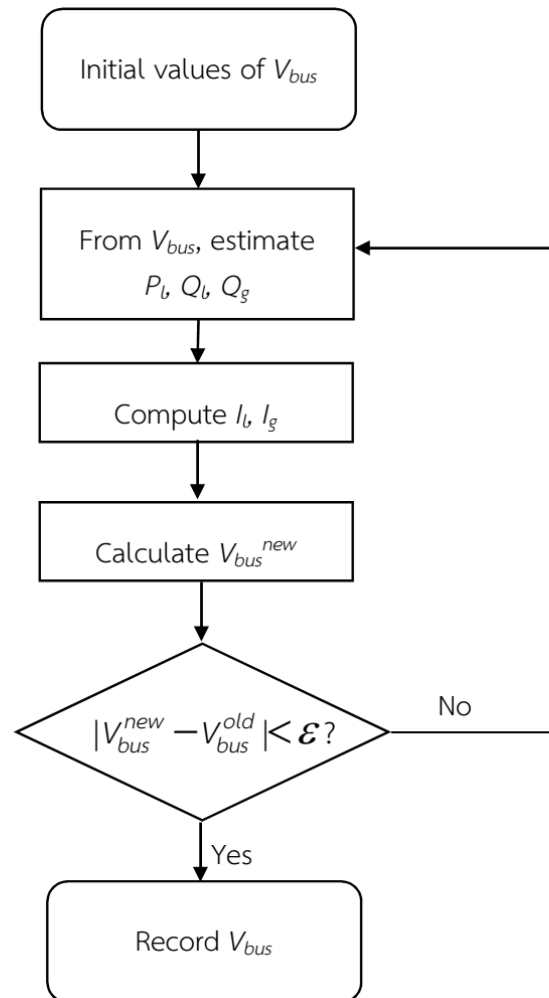 Initial values of V_bus
From V_bus, estimate
P_l, Q_l, Q_g
Compute I_l, I_g
Calculate V_bus^new
|V_bus^new − V_bus^old| < ε?
No
Yes
Record V_bus